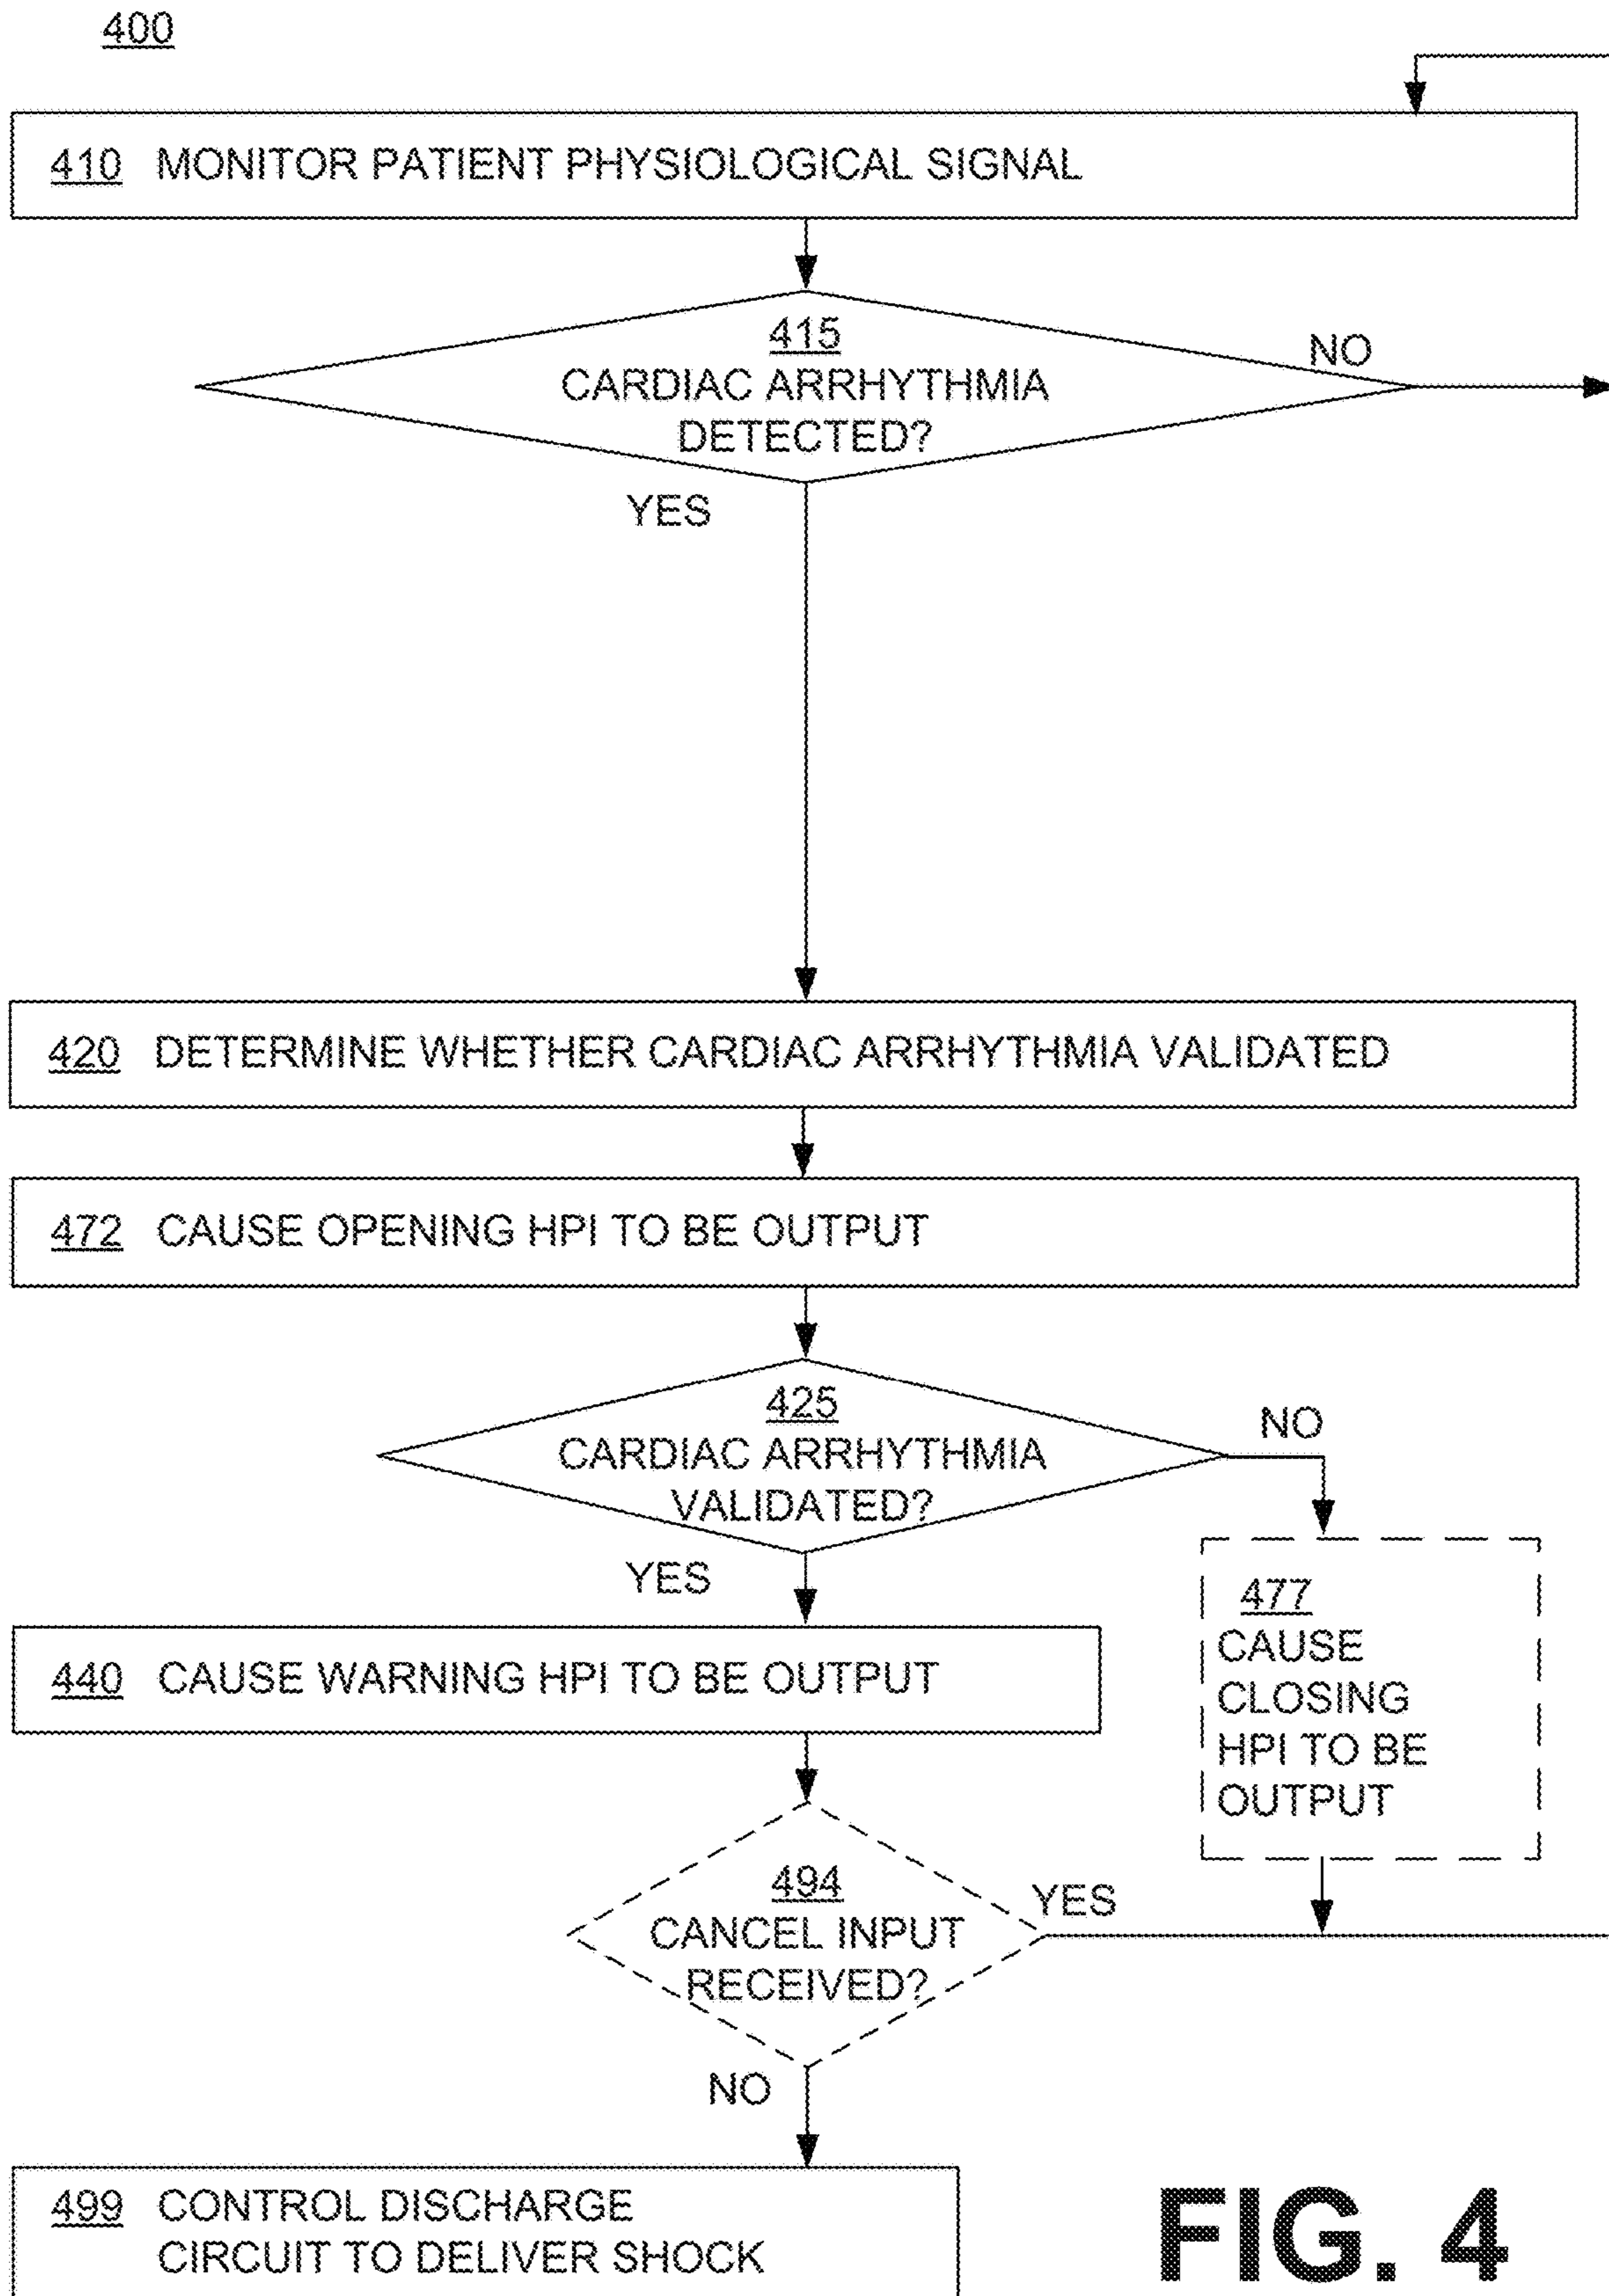 400
410 MONITOR PATIENT PHYSIOLOGICAL SIGNAL
415
CARDIAC ARRHYTHMIA
DETECTED?
NO
YES
420 DETERMINE WHETHER CARDIAC ARRHYTHMIA VALIDATED
472 CAUSE OPENING HPI TO BE OUTPUT
425
CARDIAC ARRHYTHMIA
VALIDATED?
NO
YES
477
CAUSE
CLOSING
HPI TO BE
OUTPUT
440 CAUSE WARNING HPI TO BE OUTPUT
494
CANCEL INPUT
RECEIVED?
YES
NO
499 CONTROL DISCHARGE
CIRCUIT TO DELIVER SHOCK
FIG. 4